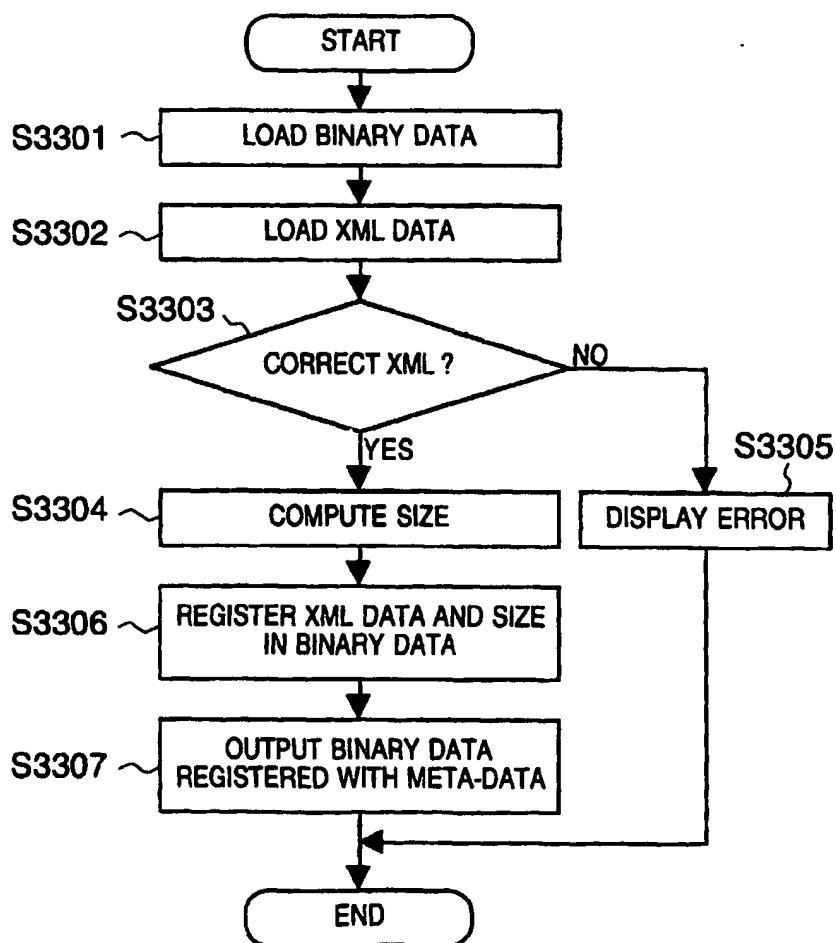 START
S3301
LOAD BINARY DATA
S3302
LOAD XML DATA
S3303
CORRECT XML ?
NO
YES
S3305
S3304
COMPUTE SIZE
DISPLAY ERROR
S3306
REGISTER XML DATA AND SIZE
IN BINARY DATA
S3307
OUTPUT BINARY DATA
REGISTERED WITH META-DATA
END